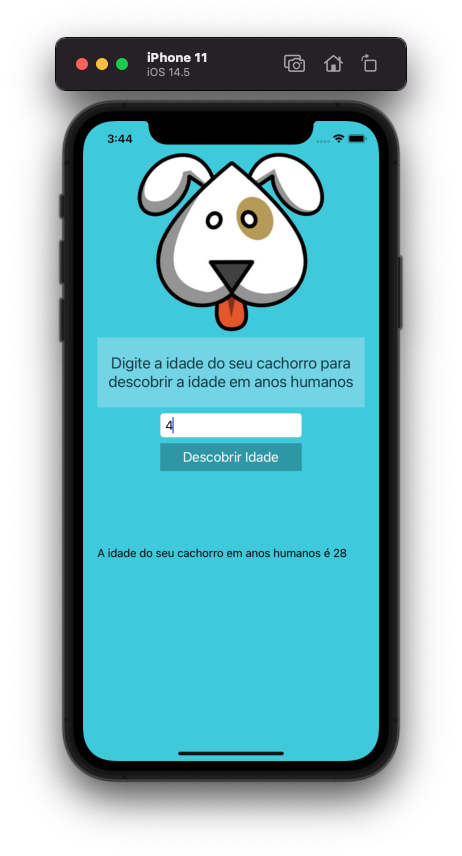 iPhone 11
iOS 14.5
3:44
Digite a idade do seu cachorro para
descobrir a idade em anos humanos
4
Descobrir Idade
A idade do seu cachorro em anos humanos é 28